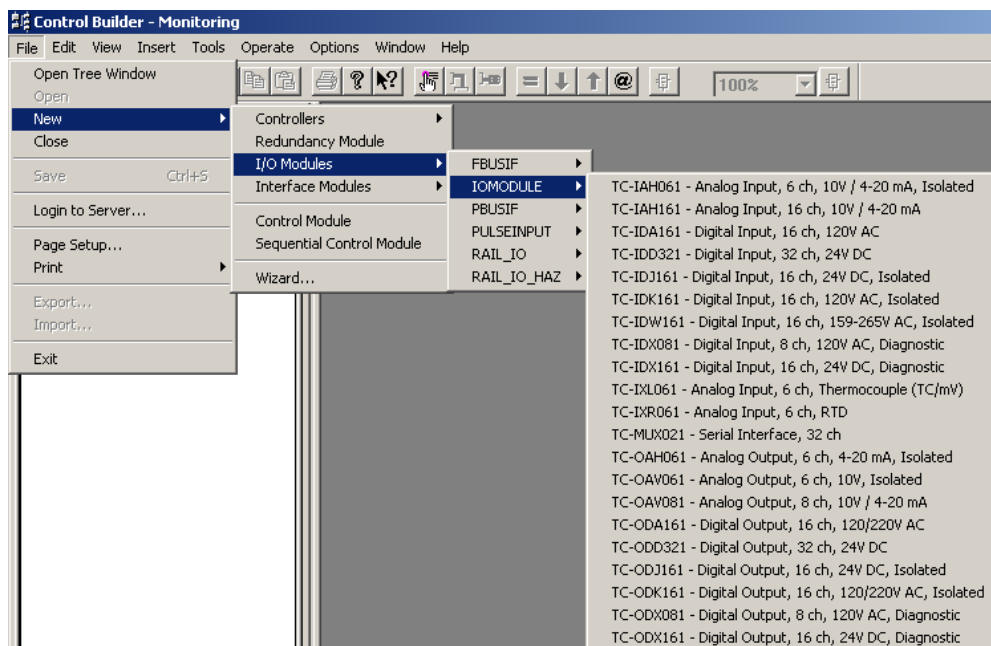 Control Builder - Monitoring
File Edit View Insert Tools Operate Options Window Help
100%
Open Tree Window
Open
New
Close
Save Ctrl+S
Login to Server...
Page Setup...
Print
Export...
Import...
Exit
Controllers
Redundancy Module
I/O Modules
Interface Modules
Control Module
Sequential Control Module
Wizard...
FBUSIF
IOMODULE
PBUSIF
PULSEINPUT
RAIL_IO
RAIL_IO_HAZ
TC-IAH061 - Analog Input, 6 ch, 10V / 4-20 mA, Isolated
TC-IAH161 - Analog Input, 16 ch, 10V / 4-20 mA
TC-IDA161 - Digital Input, 16 ch, 120V AC
TC-IDD321 - Digital Input, 32 ch, 24V DC
TC-IDJ161 - Digital Input, 16 ch, 24V DC, Isolated
TC-IDK161 - Digital Input, 16 ch, 120V AC, Isolated
TC-IDW161 - Digital Input, 16 ch, 159-265V AC, Isolated
TC-IDX081 - Digital Input, 8 ch, 120V AC, Diagnostic
TC-IDX161 - Digital Input, 16 ch, 24V DC, Diagnostic
TC-IXL061 - Analog Input, 6 ch, Thermocouple (TC/mV)
TC-IXR061 - Analog Input, 6 ch, RTD
TC-MUX021 - Serial Interface, 32 ch
TC-OAH061 - Analog Output, 6 ch, 4-20 mA, Isolated
TC-OAV061 - Analog Output, 6 ch, 10V, Isolated
TC-OAV081 - Analog Output, 8 ch, 10V / 4-20 mA
TC-ODA161 - Digital Output, 16 ch, 120/220V AC
TC-ODD321 - Digital Output, 32 ch, 24V DC
TC-ODJ161 - Digital Output, 16 ch, 24V DC, Isolated
TC-ODK161 - Digital Output, 16 ch, 120/220V AC, Isolated
TC-ODX081 - Digital Output, 8 ch, 120V AC, Diagnostic
TC-ODX161 - Digital Output, 16 ch, 24V DC, Diagnostic